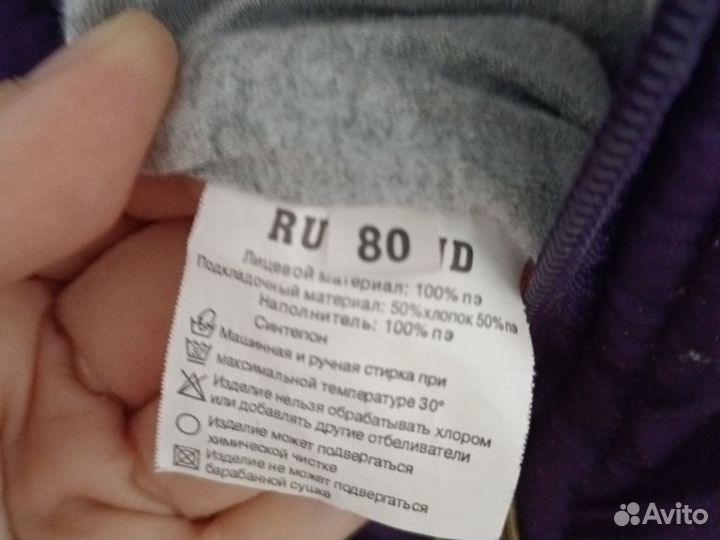 RU 80 ND
Лицевой материал: 100% пэ
Подкладочный материал: 50%хлопок 50%пэ
Наполнитель: 100% пэ
Синтепон
Машинная и ручная стирка при
максимальной температуре 30°
Изделие нельзя обрабатывать хлором
или добавлять другие отбеливатели
Изделие может подвергаться
химической чистке
Изделие не может подвергаться
барабанной сушке
Avito